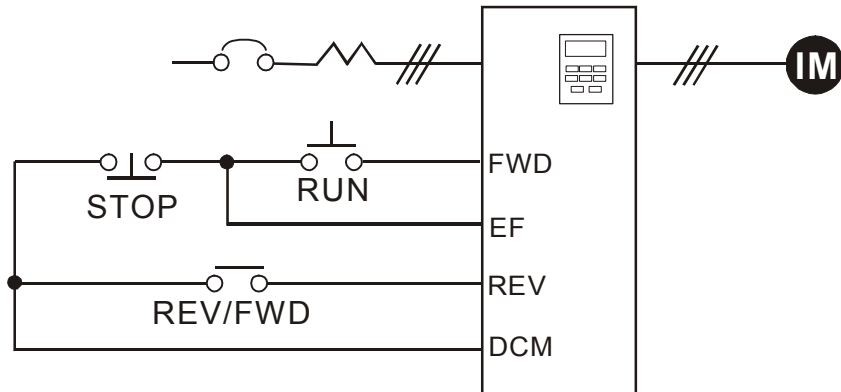 IM
FWD
RUN
STOP
EF
REV
REV/FWD
DCM